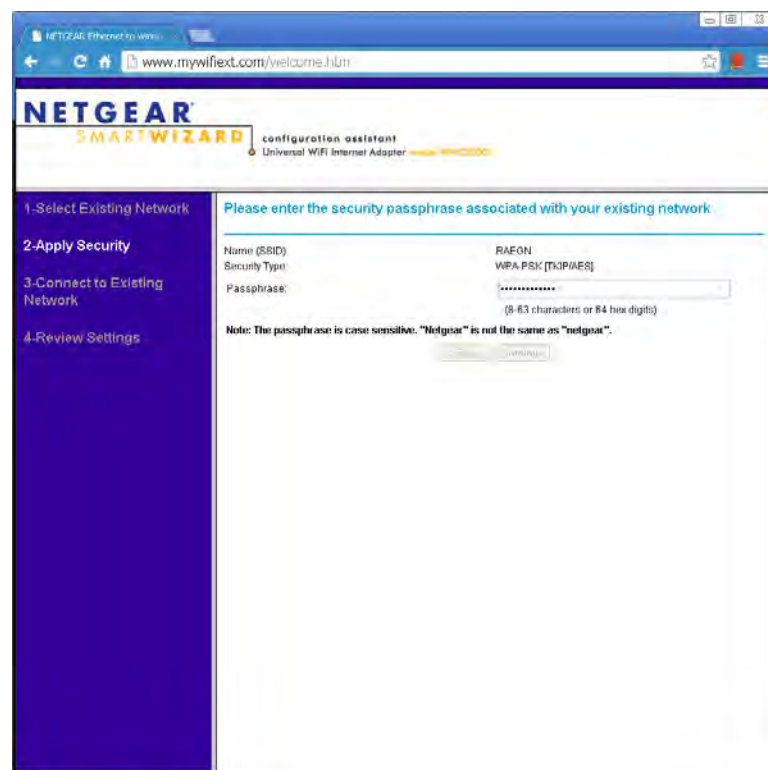 NETGEAR Ethernet to
www.mywifiext.com/welcome.htm
NETGEAR
SMARTWIZARD
configuration assistant
Universal WiFi Internet Adapter
1-Select Existing Network
Please enter the security passphrase associated with your existing network
2-Apply Security
Name (SSID):
RAEGN
Security Type:
WPA-PSK [TKIP/AES]
3-Connect to Existing
Network
Passphrase:
•••••••••••••
(8-63 characters or 64 hex digits)
Note: The passphrase is case sensitive. "Netgear" is not the same as "netgear".
4-Review Settings
Continue